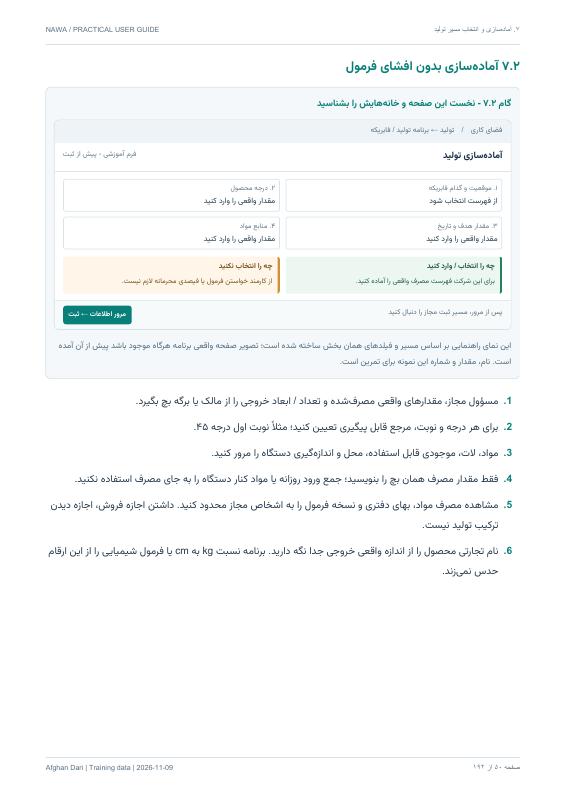 NAWA / PRACTICAL USER GUIDE
۷. آماده‌سازی و انتخاب مسیر تولید
۷.۲ آماده‌سازی بدون افشای فرمول
گام ۷.۲ - نخست این صفحه و خانه‌هایش را بشناسید
فضای کاری / تولید ← برنامه تولید / فابریکه
آماده‌سازی تولید
فرم آموزشی - پیش از ثبت
۱. موقعیت و کدام فابریکه
از فهرست انتخاب شود
۲. درجه محصول
مقدار واقعی را وارد کنید
۳. مقدار هدف و تاریخ
مقدار واقعی را وارد کنید
۴. منابع مواد
مقدار واقعی را وارد کنید
چه را انتخاب / وارد کنید
برای این شرکت فهرست مصرف واقعی را آماده کنید.
چه را انتخاب نکنید
از کارمند خواستن فرمول یا فیصدی محرمانه لازم نیست.
پس از مرور، مسیر ثبت مجاز را دنبال کنید
مرور اطلاعات ← ثبت
این نمای راهنمایی بر اساس مسیر و فیلدهای همان بخش ساخته شده است؛ تصویر صفحه واقعی برنامه هرگاه موجود باشد پیش از آن آمده
است. نام، مقدار و شماره این نمونه برای تمرین است.
1. مسؤول مجاز، مقدارهای واقعی مصرف‌شده و تعداد / ابعاد خروجی را از مالک یا برگه بچ بگیرد.
2. برای هر درجه و نوبت، مرجع قابل پیگیری تعیین کنید؛ مثلاً نوبت اول درجه ۴۵.
3. مواد، لات، موجودی قابل استفاده، محل و اندازه‌گیری دستگاه را مرور کنید.
4. فقط مقدار مصرف همان بچ را بنویسید؛ جمع ورود روزانه یا مواد کنار دستگاه را به جای مصرف استفاده نکنید.
5. مشاهده مصرف مواد، بهای دفتری و نسخه فرمول را به اشخاص مجاز محدود کنید. داشتن اجازه فروش، اجازه دیدن
ترکیب تولید نیست.
6. نام تجارتی محصول را از اندازه واقعی خروجی جدا نگه دارید. برنامه نسبت kg به cm یا فرمول شیمیایی را از این ارقام
حدس نمی‌زند.
Afghan Dari | Training data | 2026-11-09
صفحه ۵۰ از ۱۹۲